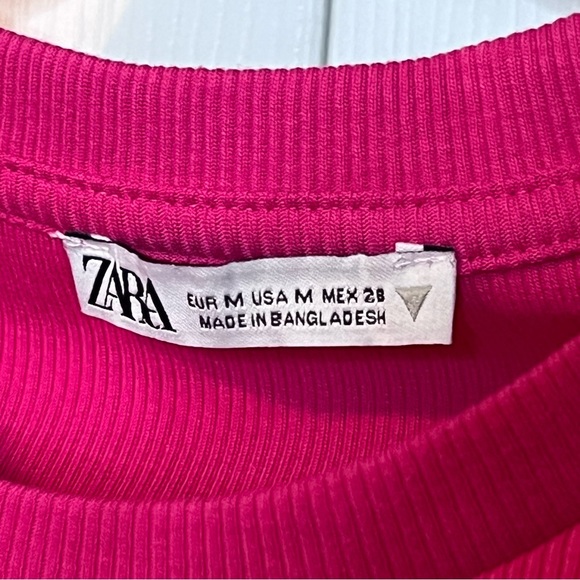 ZARA
EUR M USA M MEX 28
MADE IN BANGLADESH